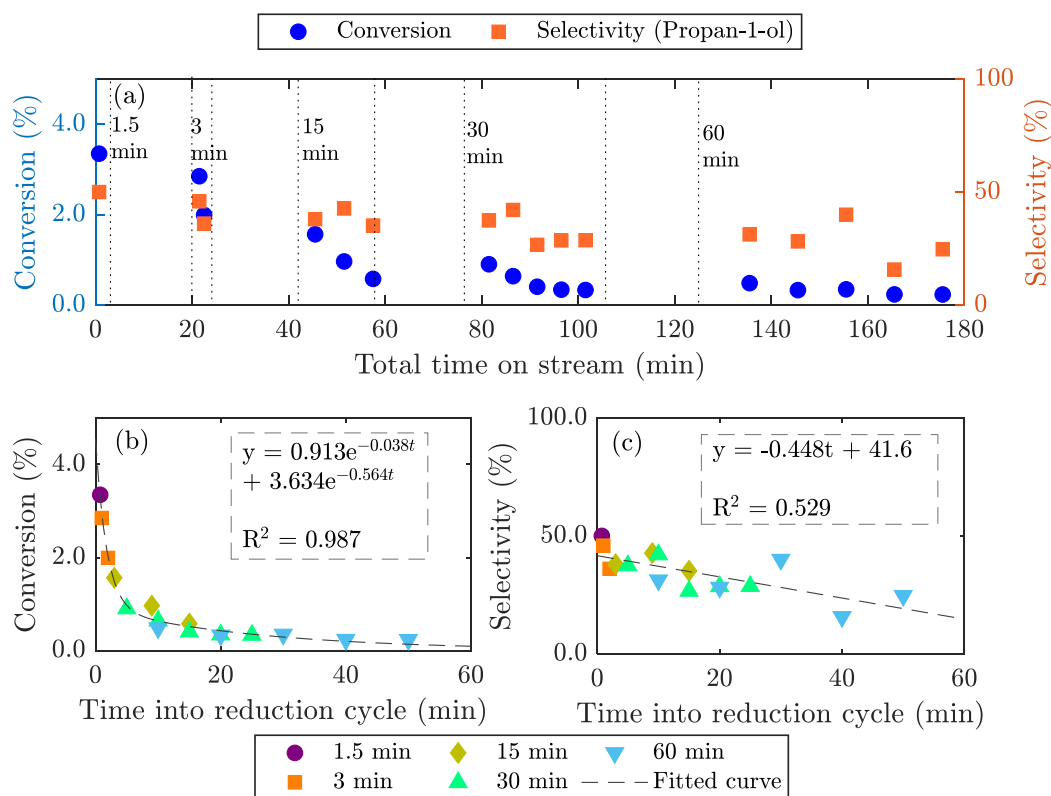 Conversion Selectivity (Propan-1-ol)
(a)
Conversion (%)
4.0
2.0
0.0
1.5
min
3
min
15
min
30
min
60
min
100
50
0
Selectivity (%)
0 20 40 60 80 100 120 140 160 180
Total time on stream (min)
(b)
Conversion (%)
4.0
2.0
0.0
y = 0.913e^{-0.038t}
+ 3.634e^{-0.564t}
R² = 0.987
0 20 40 60
Time into reduction cycle (min)
(c)
Selectivity (%)
100.0
50.0
0.0
y = -0.448t + 41.6
R² = 0.529
0 20 40 60
Time into reduction cycle (min)
1.5 min 15 min 60 min
3 min 30 min Fitted curve